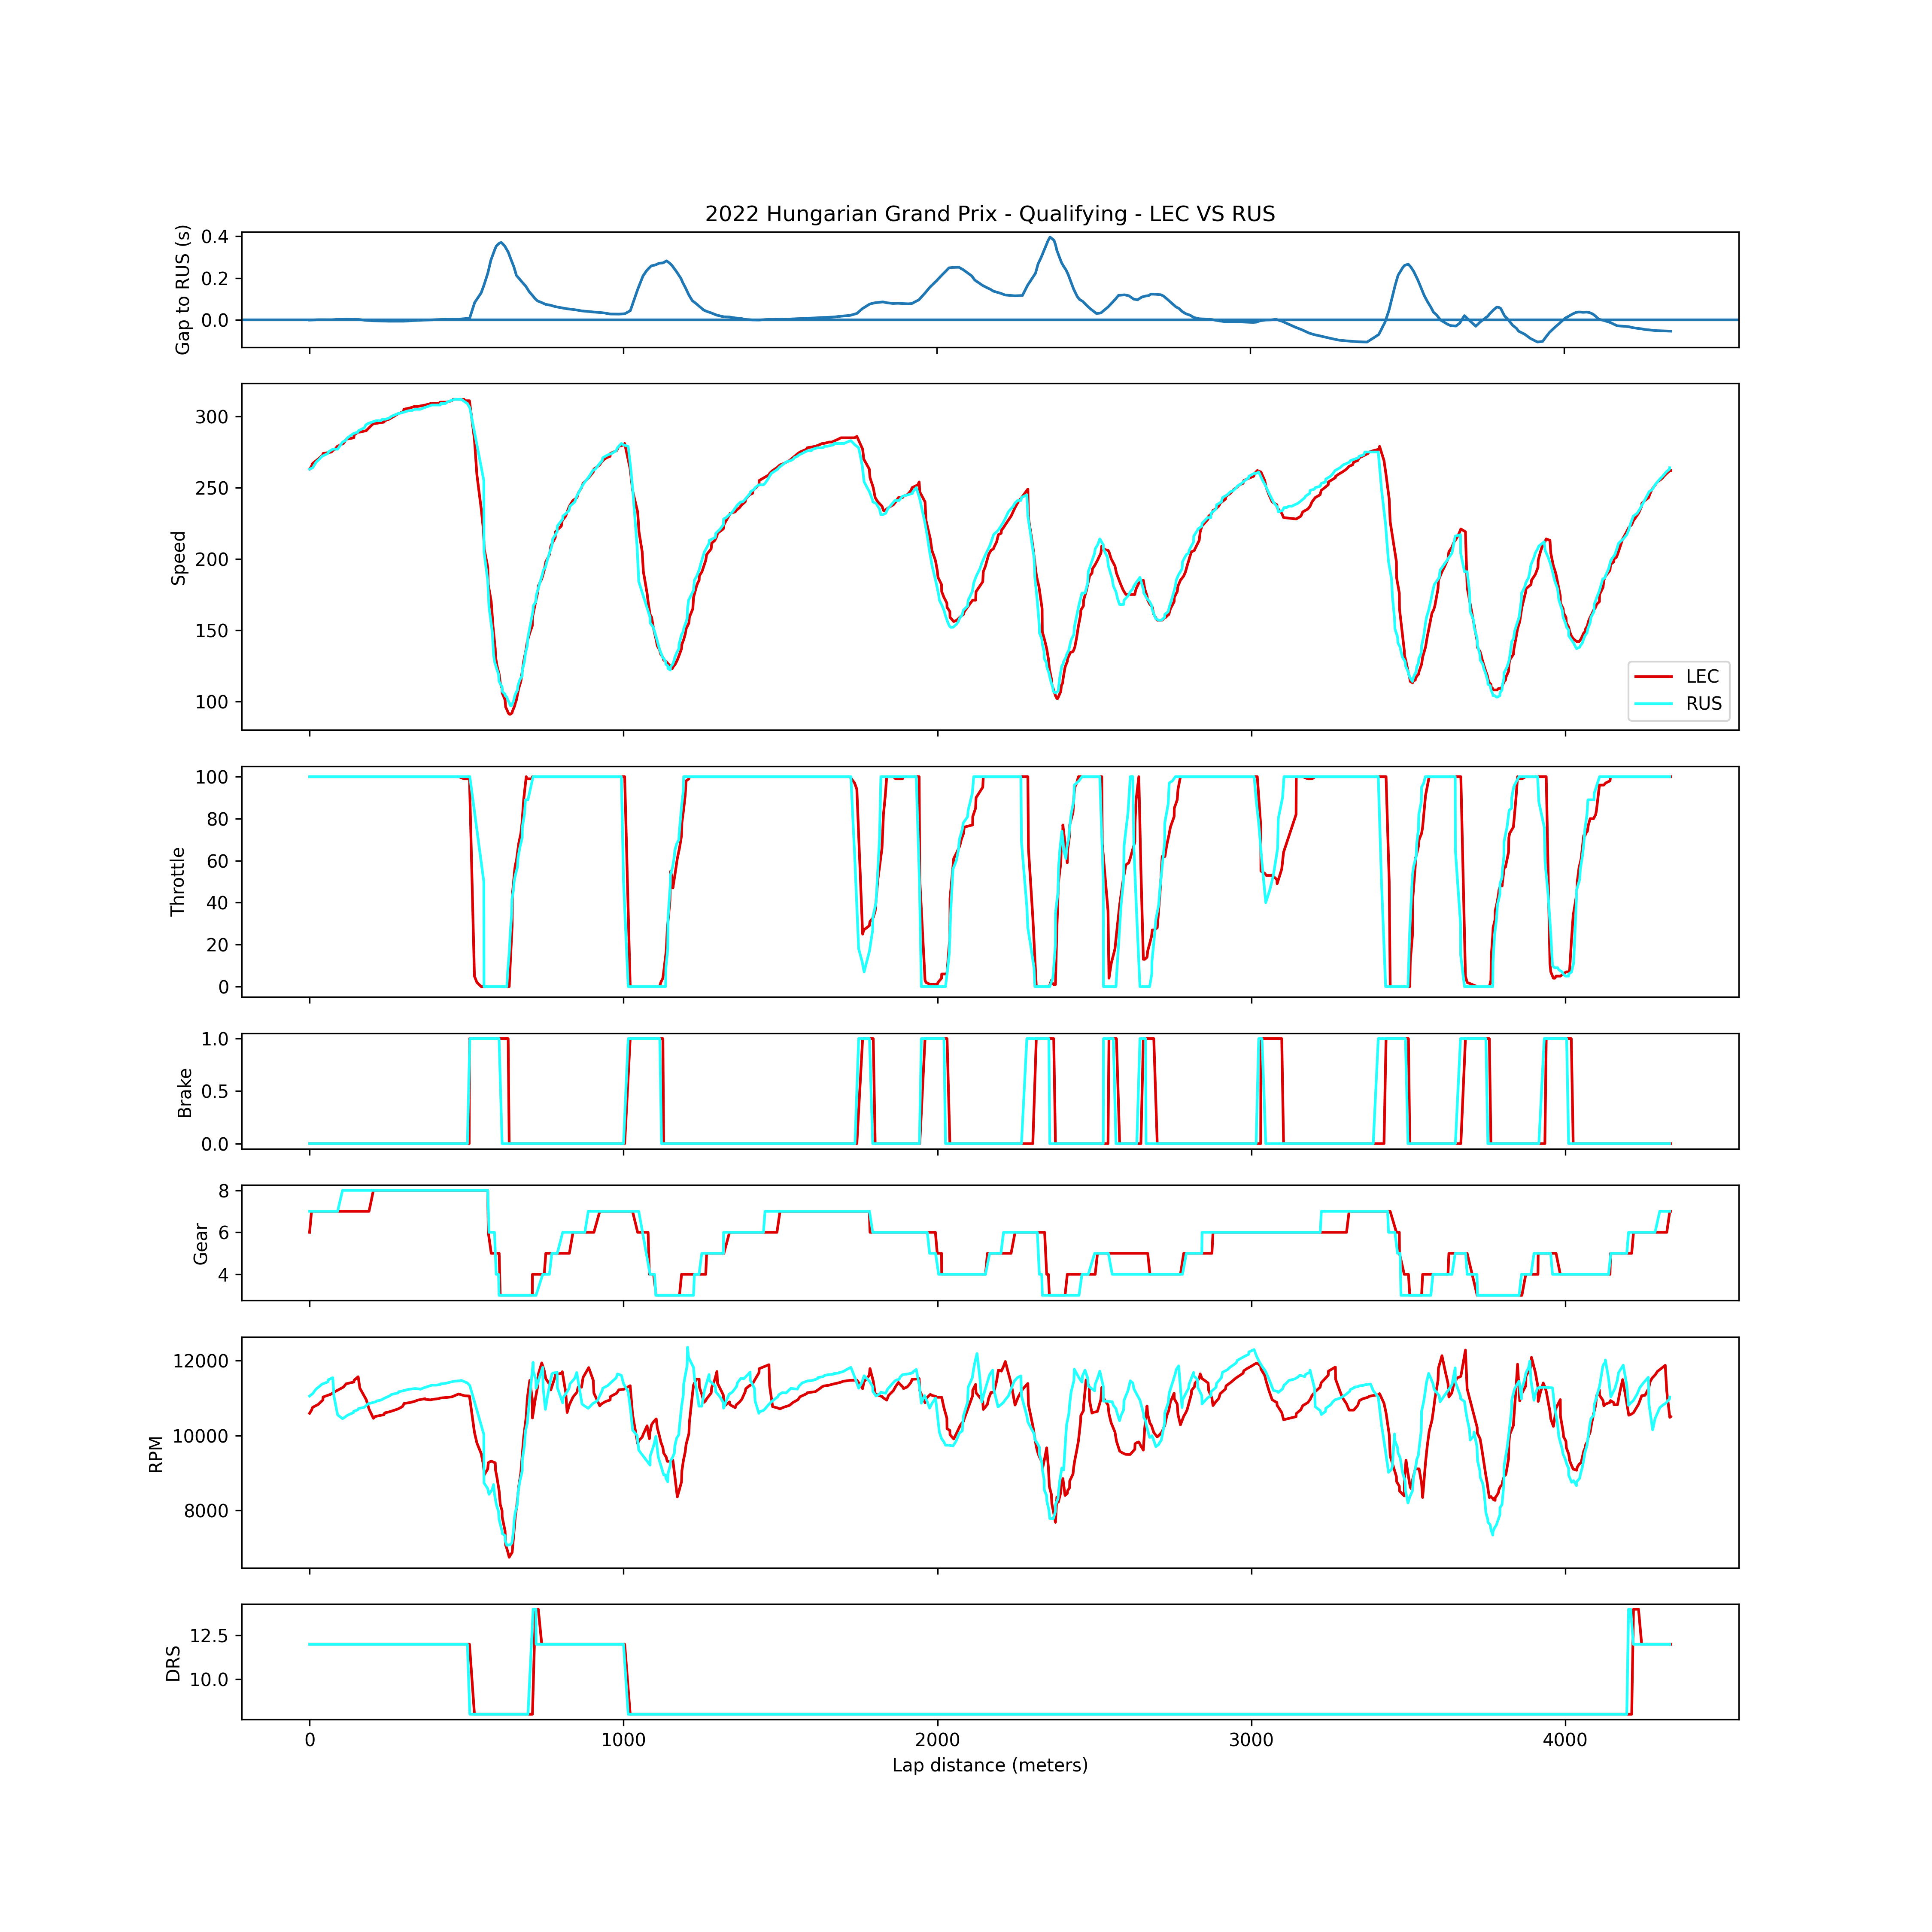 2022 Hungarian Grand Prix - Qualifying - LEC VS RUS
Gap to RUS (s)
0.4
0.2
0.0
Speed
300
250
200
150
100
LEC
RUS
Throttle
100
80
60
40
20
0
Brake
1.0
0.5
0.0
Gear
8
6
4
RPM
12000
10000
8000
DRS
12.5
10.0
0 1000 2000 3000 4000
Lap distance (meters)